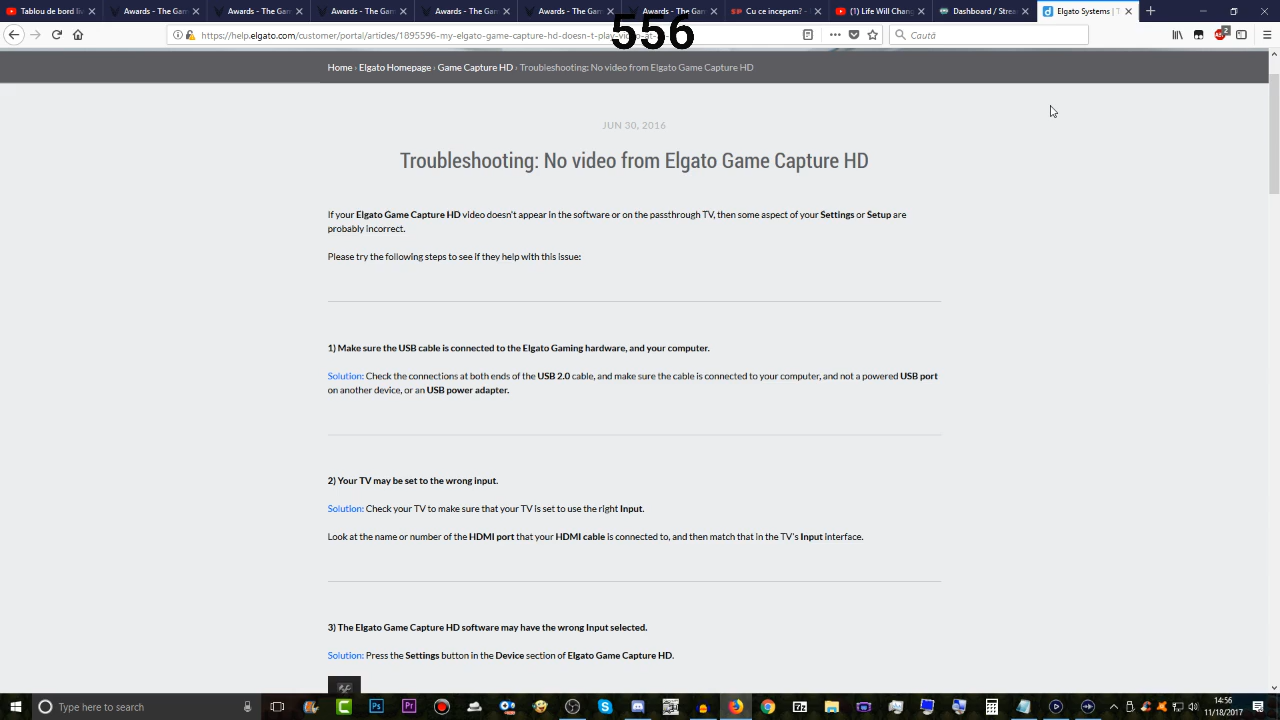 Tablou de bord li
Awards - The Gam
Awards - The Gam
Awards - The Gam
Awards - The Gam
Awards - The Gam
Awards - The Gam
Cu ce incepem? -
(1) Life Will Chang
Dashboard / Strea
Elgato Systems | T
556
https://help.elgato.com/customer/portal/articles/1895596-my-elgato-game-capture-hd-doesn-t-play-video-at-
Caută
2
Home › Elgato Homepage › Game Capture HD › Troubleshooting: No video from Elgato Game Capture HD
JUN 30, 2016
Troubleshooting: No video from Elgato Game Capture HD
If your Elgato Game Capture HD video doesn't appear in the software or on the passthrough TV, then some aspect of your Settings or Setup are
probably incorrect.
Please try the following steps to see if they help with this issue:
1) Make sure the USB cable is connected to the Elgato Gaming hardware, and your computer.
Solution: Check the connections at both ends of the USB 2.0 cable, and make sure the cable is connected to your computer, and not a powered USB port
on another device, or an USB power adapter.
2) Your TV may be set to the wrong input.
Solution: Check your TV to make sure that your TV is set to use the right Input.
Look at the name or number of the HDMI port that your HDMI cable is connected to, and then match that in the TV's Input interface.
3) The Elgato Game Capture HD software may have the wrong Input selected.
Solution: Press the Settings button in the Device section of Elgato Game Capture HD.
Type here to search
14:56
11/18/2017